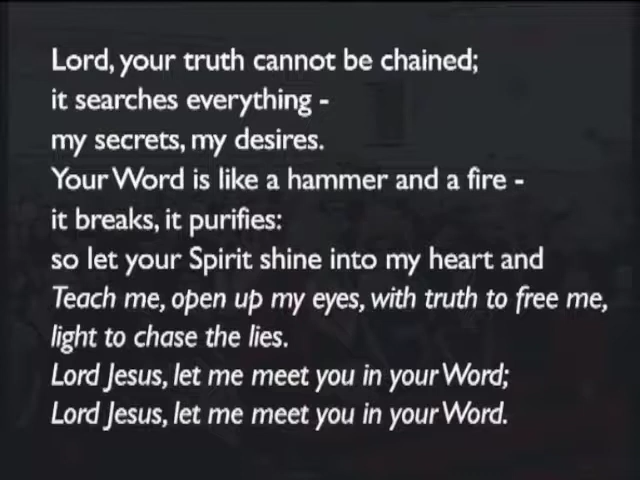 Lord, your truth cannot be chained;
it searches everything -
my secrets, my desires.
Your Word is like a hammer and a fire -
it breaks, it purifies:
so let your Spirit shine into my heart and
Teach me, open up my eyes, with truth to free me,
light to chase the lies.
Lord Jesus, let me meet you in your Word;
Lord Jesus, let me meet you in your Word.